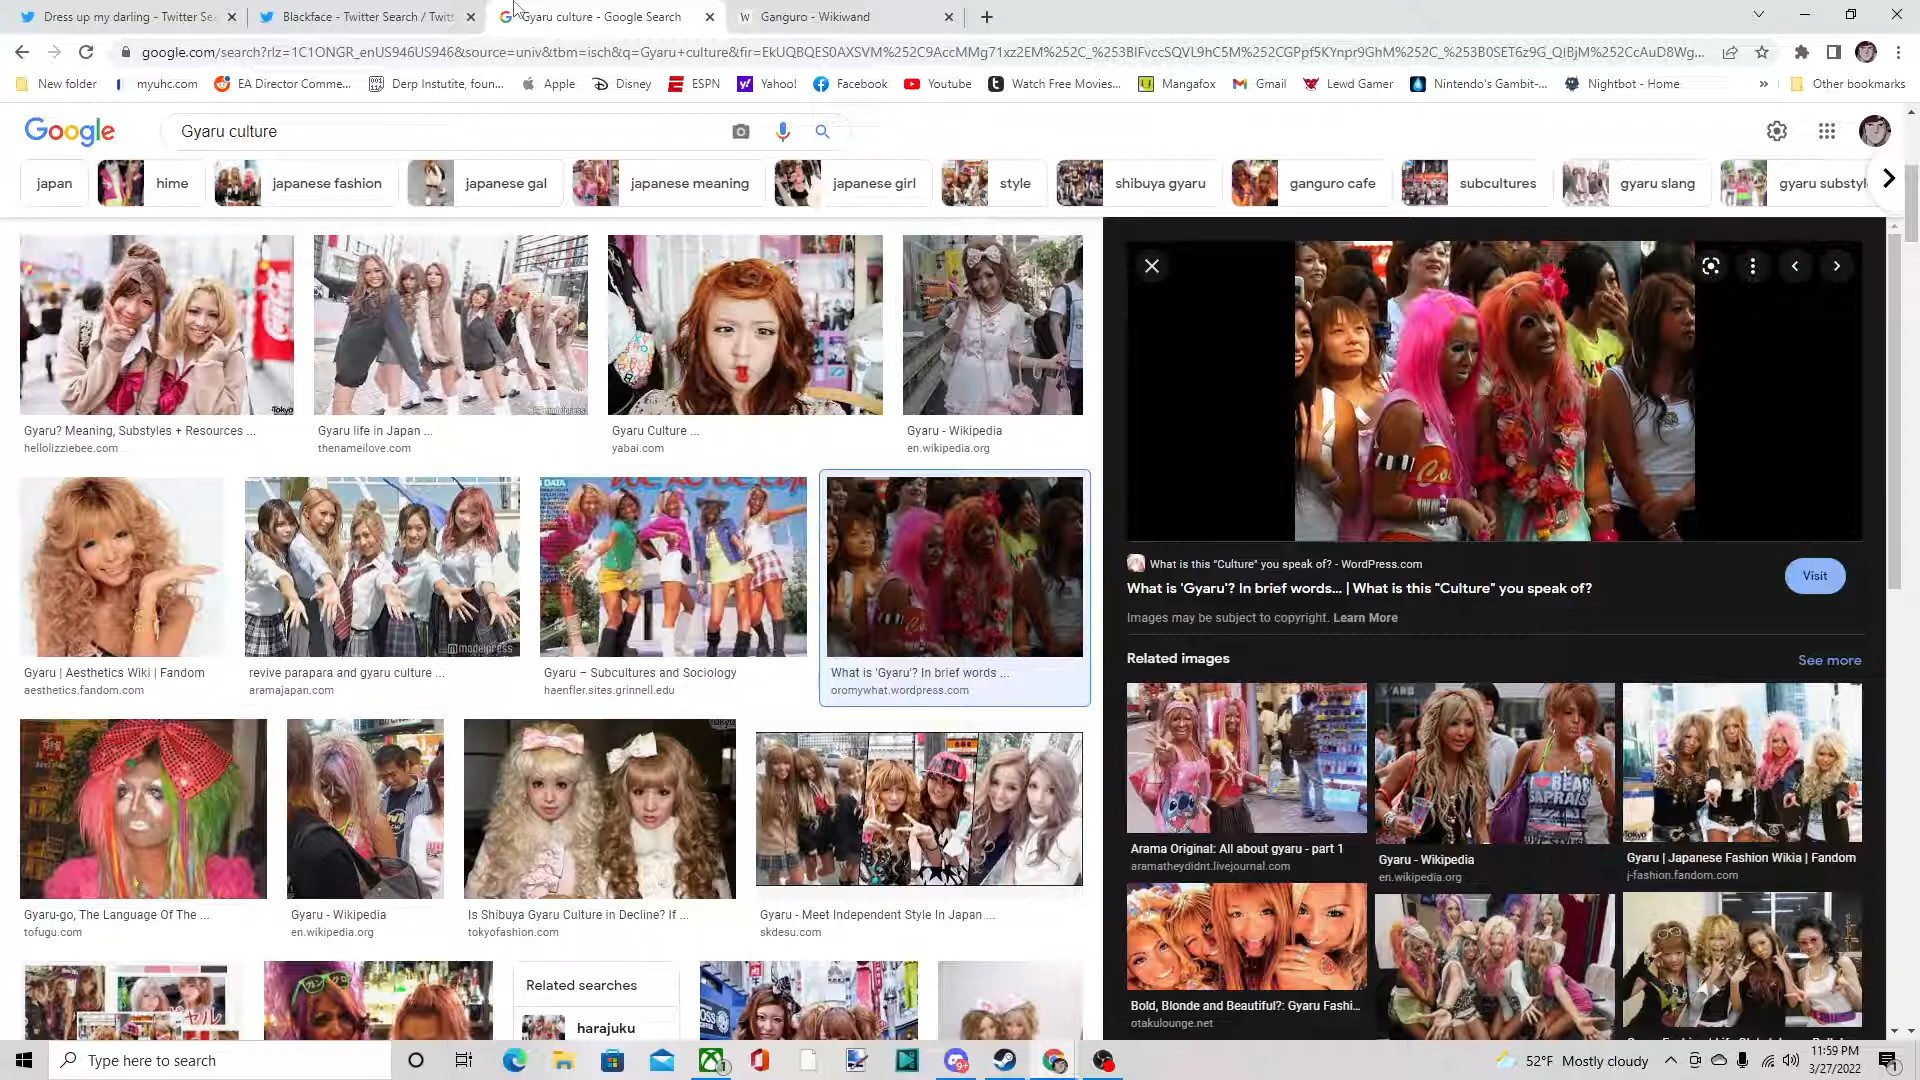 Dress up my darling - Twitter Se
Blackface - Twitter Search / Twitt
Gyaru culture - Google Search
Ganguro - Wikiwand
google.com/search?rlz=1C1ONGR_enUS946US946&source=univ&tbm=isch&q=Gyaru+culture&fir=EkUQBQES0AXSVM%252C9AccMMg71xz2EM%252C_%253BIFvccSQVL9hC5M%252CGPpf5KYnpr9GhM%252C_%253B0SET6z9G_QIBjM%252CcAuD8Wg...
New folder
myuhc.com
EA Director Comme...
Derp Instutite, foun...
Apple
Disney
ESPN
Yahoo!
Facebook
Youtube
Watch Free Movies...
Mangafox
Gmail
Lewd Gamer
Nintendo's Gambit-...
Nightbot - Home
Other bookmarks
Google
Gyaru culture
japan
hime
japanese fashion
japanese gal
japanese meaning
japanese girl
style
shibuya gyaru
ganguro cafe
subcultures
gyaru slang
gyaru substyl
Gyaru? Meaning, Substyles + Resources ...
hellolizziebee.com
Gyaru life in Japan ...
thenameilove.com
Gyaru Culture ...
yabai.com
Gyaru - Wikipedia
en.wikipedia.org
Gyaru | Aesthetics Wiki | Fandom
aesthetics.fandom.com
modelpress
revive parapara and gyaru culture ...
aramajapan.com
Gyaru – Subcultures and Sociology
haenfler.sites.grinnell.edu
What is 'Gyaru'? In brief words ...
oromywhat.wordpress.com
Gyaru-go, The Language Of The ...
tofugu.com
Gyaru - Wikipedia
en.wikipedia.org
Is Shibuya Gyaru Culture in Decline? If ...
tokyofashion.com
Gyaru - Meet Independent Style In Japan ...
skdesu.com
Related searches
harajuku
What is this "Culture" you speak of? - WordPress.com
What is 'Gyaru'? In brief words... | What is this "Culture" you speak of?
Visit
Images may be subject to copyright. Learn More
Related images
See more
Arama Original: All about gyaru - part 1
aramatheydidnt.livejournal.com
Gyaru - Wikipedia
en.wikipedia.org
Gyaru | Japanese Fashion Wikia | Fandom
j-fashion.fandom.com
Bold, Blonde and Beautiful?: Gyaru Fashi...
otakulounge.net
Type here to search
52°F Mostly cloudy
11:59 PM
3/27/2022